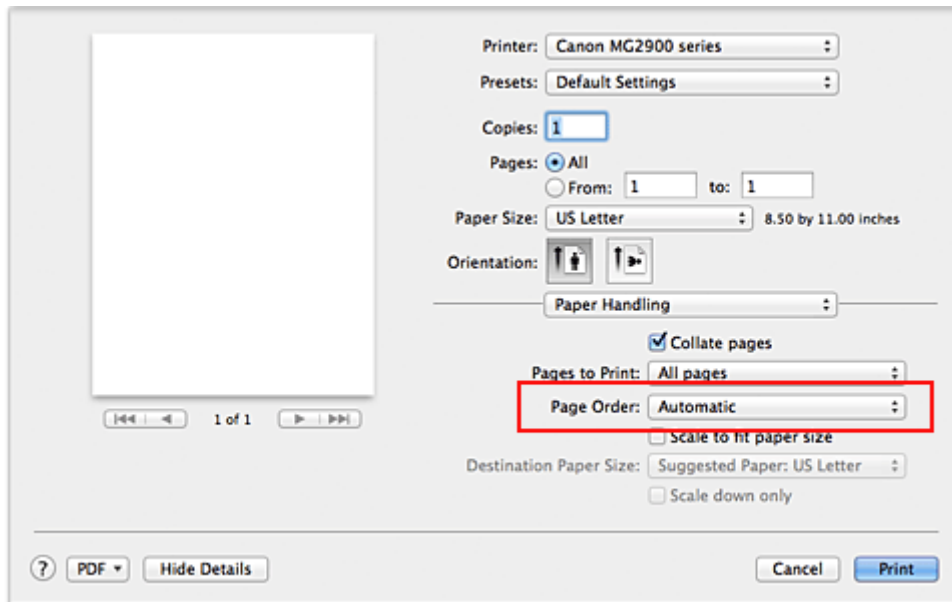 Printer: Canon MG2900 series
Presets: Default Settings
Copies: 1
Pages: All
From: 1 to: 1
Paper Size: US Letter 8.50 by 11.00 inches
Orientation:
Paper Handling
Collate pages
Pages to Print: All pages
Page Order: Automatic
Scale to fit paper size
Destination Paper Size: Suggested Paper: US Letter
Scale down only
1 of 1
? PDF Hide Details Cancel Print